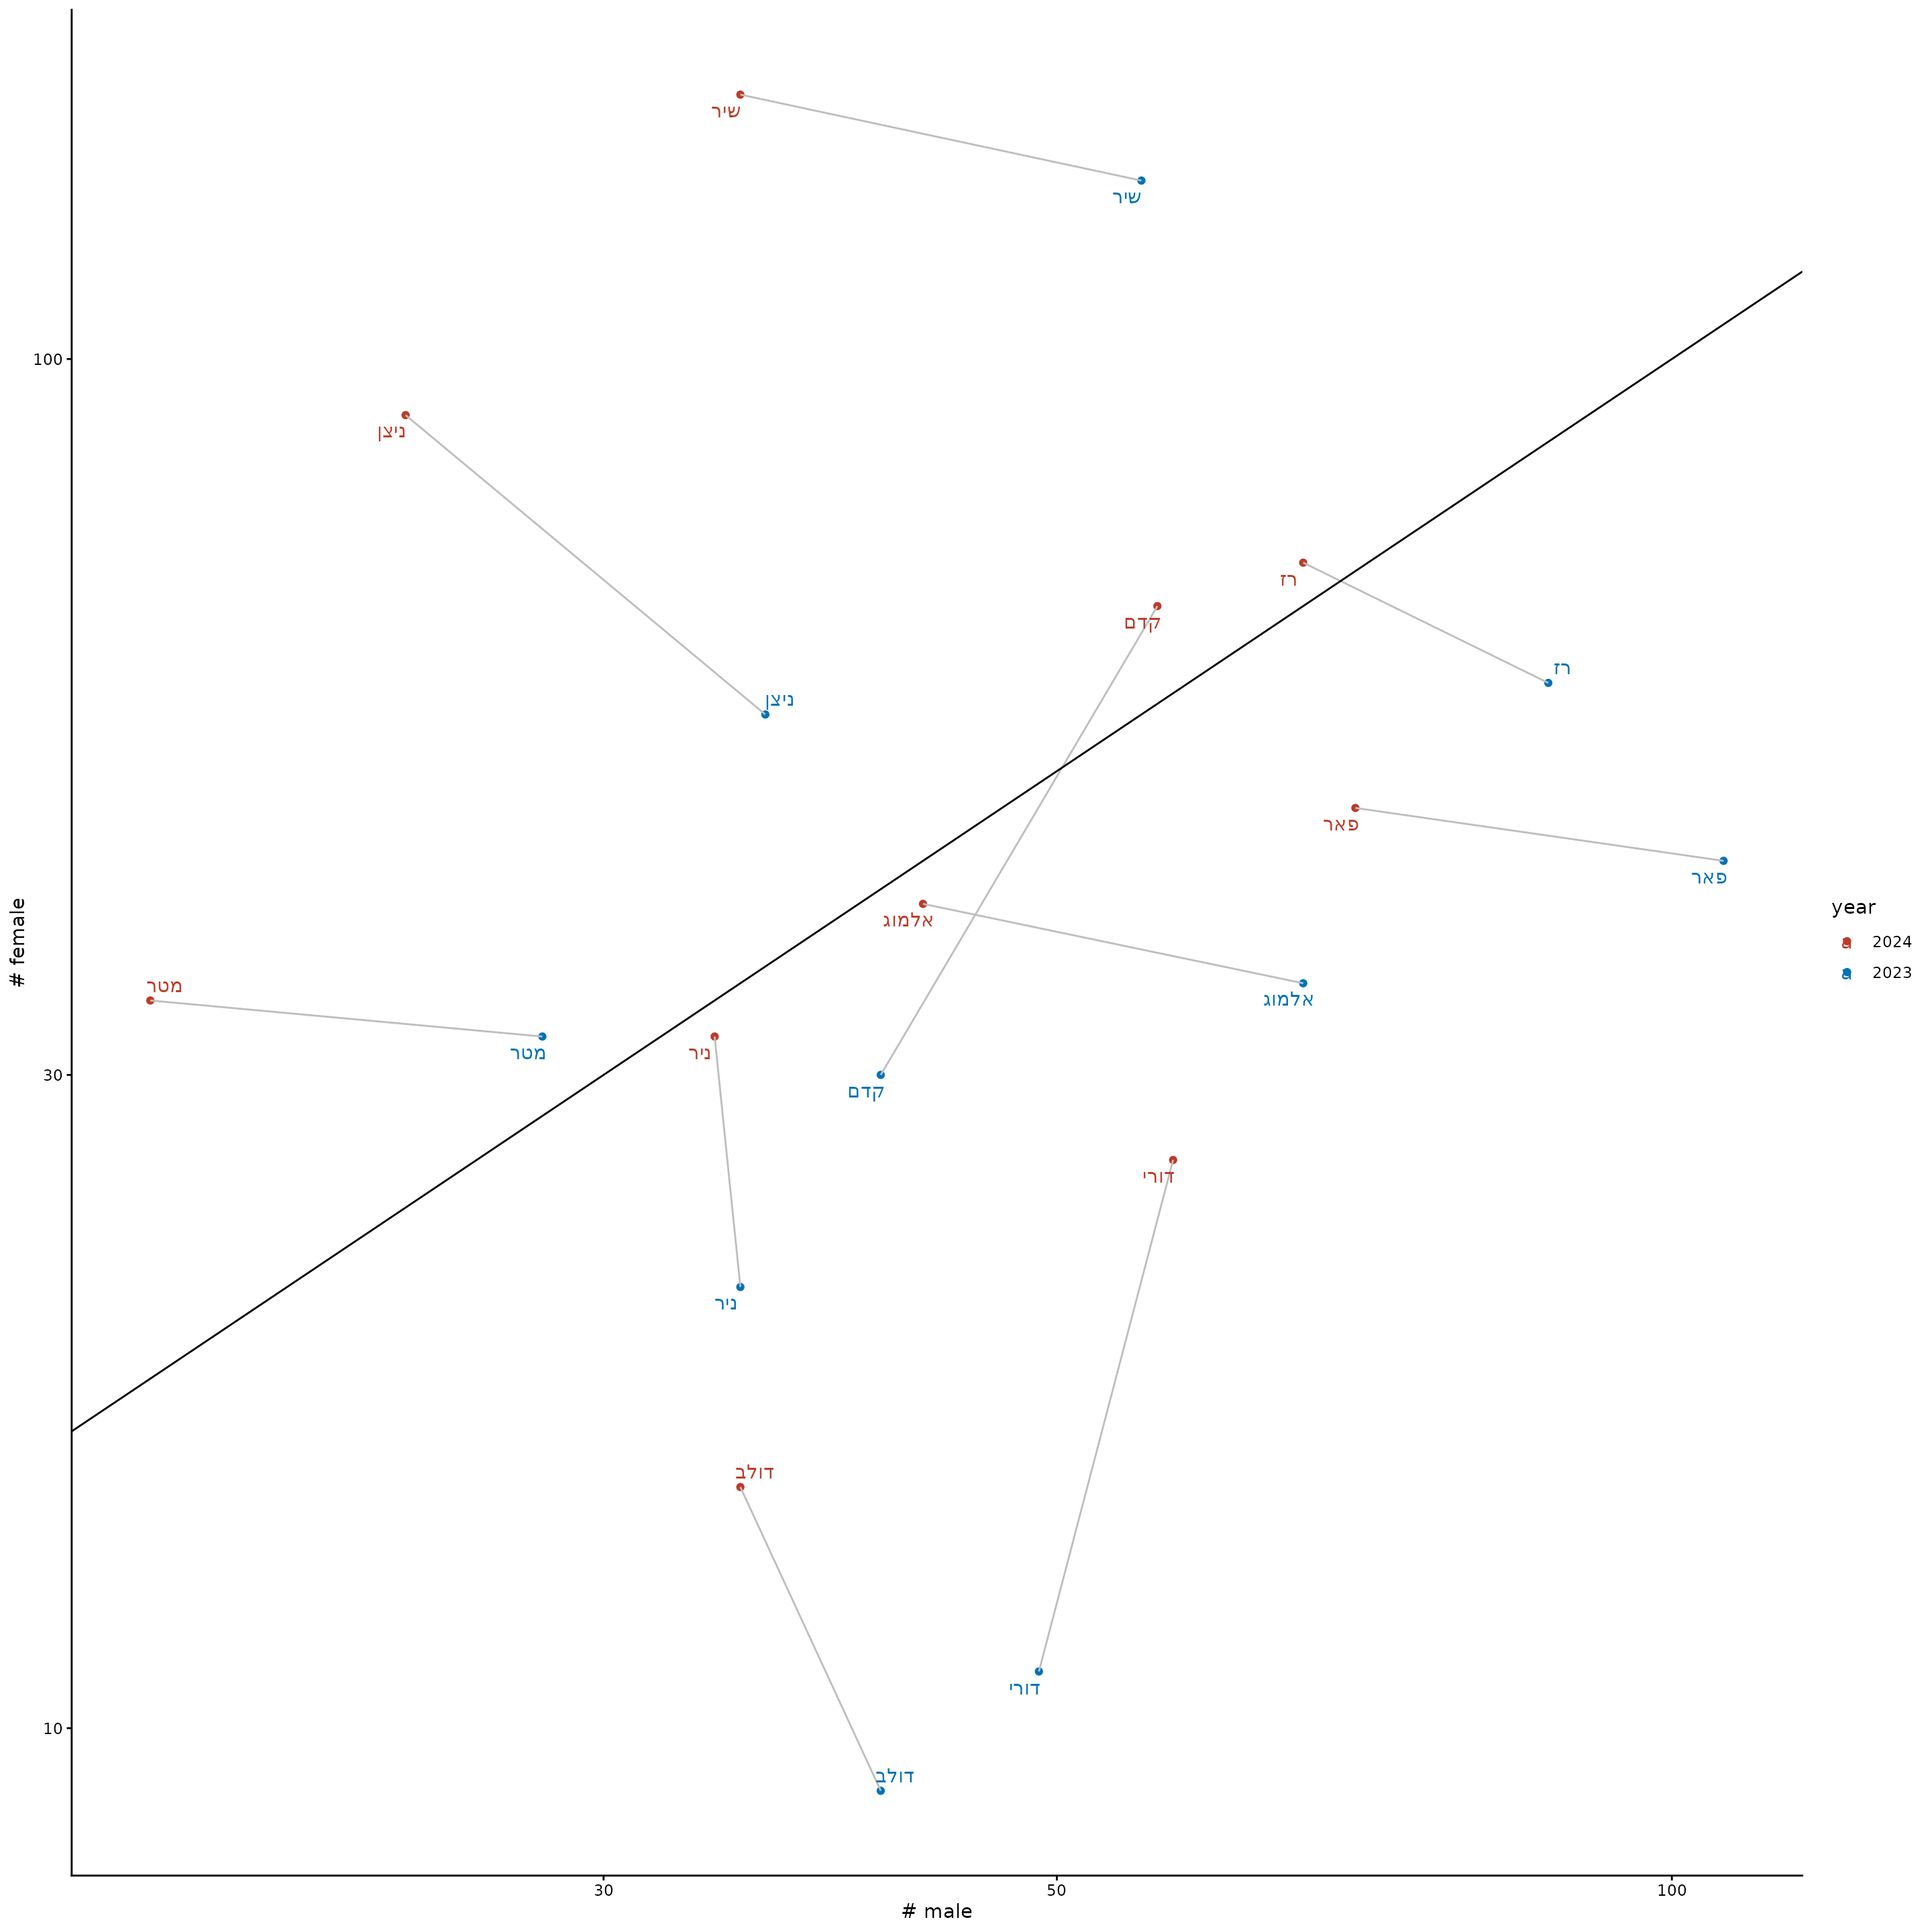 שיר
שיר
100
ניצן
רז
קדם
רז
ניצן
פאר
פאר
אלמוג
# female
year
2024
2023
מטר
אלמוג
מטר
ניר
30
קדם
דורי
ניר
דולב
דורי
10
דולב
30
50
100
# male